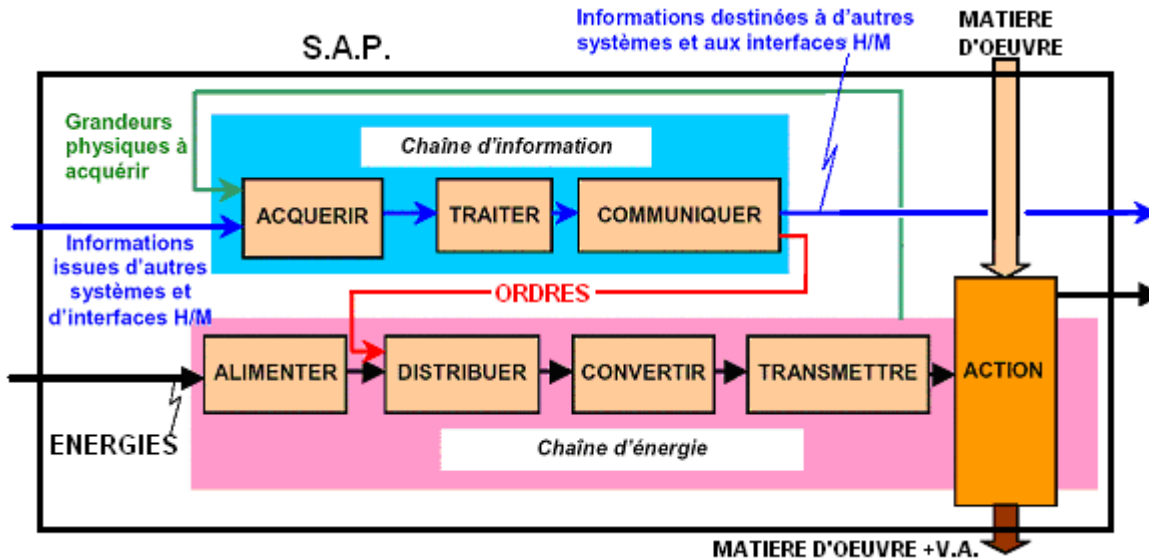 Informations destinées à d'autres
systèmes et aux interfaces H/M
MATIERE
D'OEUVRE
S.A.P.
Grandeurs
physiques à
acquérir
Chaîne d'information
ACQUERIR
TRAITER
COMMUNIQUER
Informations
issues d'autres
systèmes et
d'interfaces H/M
ORDRES
ALIMENTER
DISTRIBUER
CONVERTIR
TRANSMETTRE
ACTION
ENERGIES
Chaîne d'énergie
MATIERE D'OEUVRE +V.A.